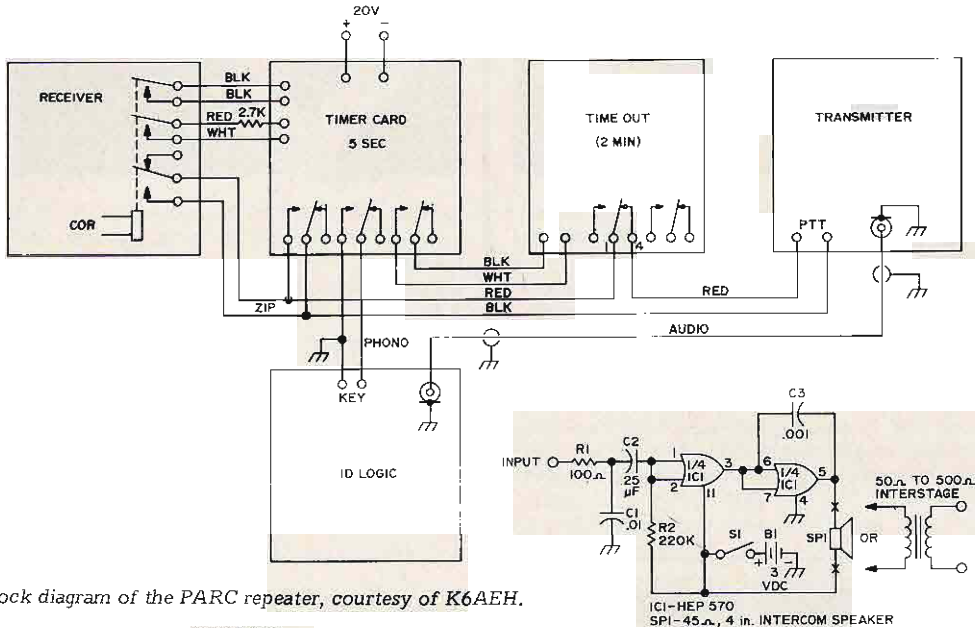 20V
+ -
RECEIVER
COR
BLK
BLK
RED 2.7K
WHT
TIMER CARD
5 SEC
TIME OUT
(2 MIN)
1 4
TRANSMITTER
PTT
BLK
WHT
RED
BLK
RED
ZIP
PHONO
AUDIO
KEY
ID LOGIC
INPUT
R1
100Ω
C2
25
µF
C1
.01
R2
220K
1
2
1/4
IC1
3
11
C3
.001
6
7
1/4
IC1
5
4
S1
B1
+ -
3
VDC
SP1
OR
50Ω TO 500Ω
INTERSTAGE
IC1-HEP 570
SP1-45Ω, 4 in. INTERCOM SPEAKER
ock diagram of the PARC repeater, courtesy of K6AEH.